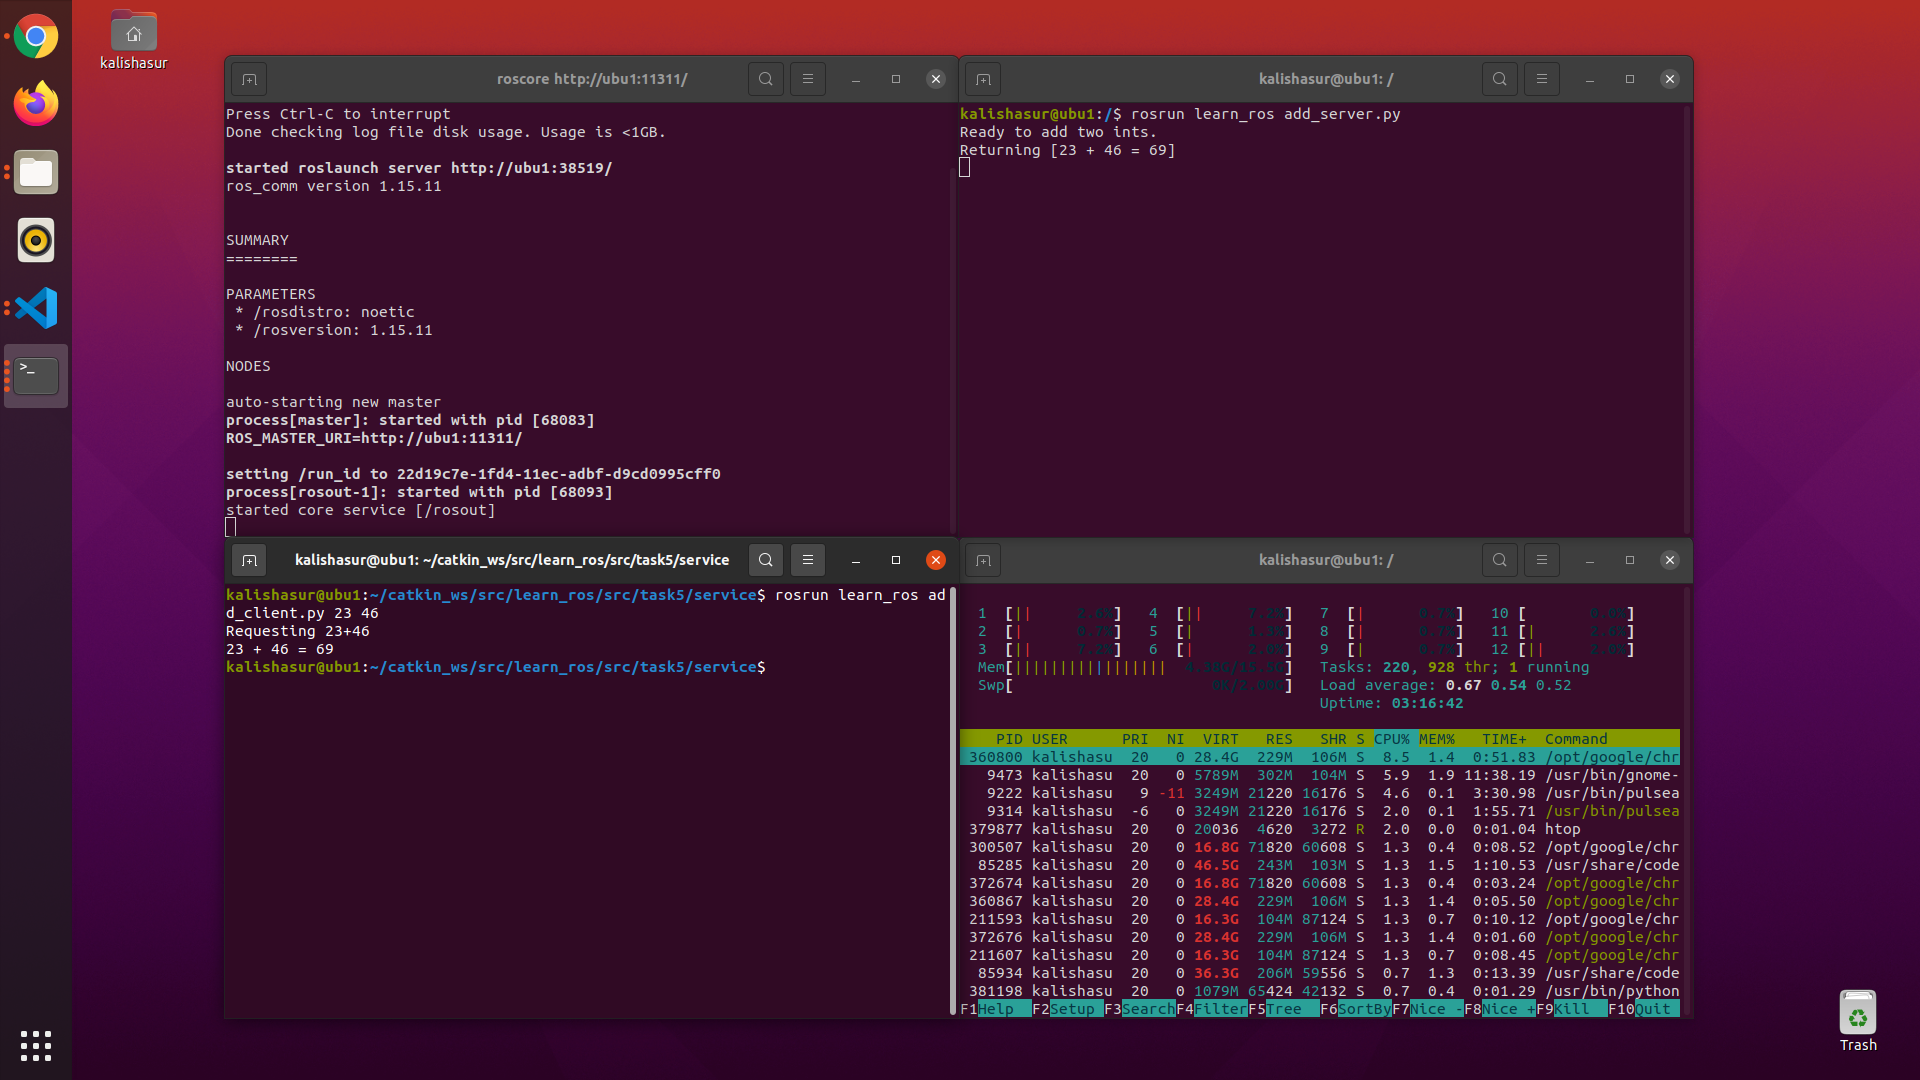 kalishasur
roscore http://ubu1:11311/
Press Ctrl-C to interrupt
Done checking log file disk usage. Usage is <1GB.
started roslaunch server http://ubu1:38519/
ros_comm version 1.15.11
SUMMARY
========
PARAMETERS
 * /rosdistro: noetic
 * /rosversion: 1.15.11
NODES
auto-starting new master
process[master]: started with pid [68083]
ROS_MASTER_URI=http://ubu1:11311/
setting /run_id to 22d19c7e-1fd4-11ec-adbf-d9cd0995cff0
process[rosout-1]: started with pid [68093]
started core service [/rosout]
kalishasur@ubu1: /
kalishasur@ubu1:/$ rosrun learn_ros add_server.py
Ready to add two ints.
Returning [23 + 46 = 69]
kalishasur@ubu1: ~/catkin_ws/src/learn_ros/src/task5/service
kalishasur@ubu1:~/catkin_ws/src/learn_ros/src/task5/service$ rosrun learn_ros ad
d_client.py 23 46
Requesting 23+46
23 + 46 = 69
kalishasur@ubu1:~/catkin_ws/src/learn_ros/src/task5/service$
kalishasur@ubu1: /
1 [|| ] 4 [|| ] 7 [| ] 10 [ ]
2 [| ] 5 [| ] 8 [| ] 11 [| ]
3 [|| ] 6 [| ] 9 [| ] 12 [|| ]
Mem[||||||||||||||||| ] Tasks: 220, 928 thr; 1 running
Swp[ ] Load average: 0.67 0.54 0.52
Uptime: 03:16:42
PID USER PRI NI VIRT RES SHR S CPU% MEM% TIME+ Command
360800 kalishasu 20 0 28.4G 229M 106M S 8.5 1.4 0:51.83 /opt/google/chr
9473 kalishasu 20 0 5789M 302M 104M S 5.9 1.9 11:38.19 /usr/bin/gnome-
9222 kalishasu 9 -11 3249M 21220 16176 S 4.6 0.1 3:30.98 /usr/bin/pulsea
9314 kalishasu -6 0 3249M 21220 16176 S 2.0 0.1 1:55.71 /usr/bin/pulsea
379877 kalishasu 20 0 20036 4620 3272 R 2.0 0.0 0:01.04 htop
300507 kalishasu 20 0 16.8G 71820 60608 S 1.3 0.4 0:08.52 /opt/google/chr
85285 kalishasu 20 0 46.5G 243M 103M S 1.3 1.5 1:10.53 /usr/share/code
372674 kalishasu 20 0 16.8G 71820 60608 S 1.3 0.4 0:03.24 /opt/google/chr
360867 kalishasu 20 0 28.4G 229M 106M S 1.3 1.4 0:05.50 /opt/google/chr
211593 kalishasu 20 0 16.3G 104M 87124 S 1.3 0.7 0:10.12 /opt/google/chr
372676 kalishasu 20 0 28.4G 229M 106M S 1.3 1.4 0:01.60 /opt/google/chr
211607 kalishasu 20 0 16.3G 104M 87124 S 1.3 0.7 0:08.45 /opt/google/chr
85934 kalishasu 20 0 36.3G 206M 59556 S 0.7 1.3 0:13.39 /usr/share/code
381198 kalishasu 20 0 1079M 65424 42132 S 0.7 0.4 0:01.29 /usr/bin/python
F1Help F2Setup F3SearchF4FilterF5Tree F6SortByF7Nice -F8Nice +F9Kill F10Quit
Trash